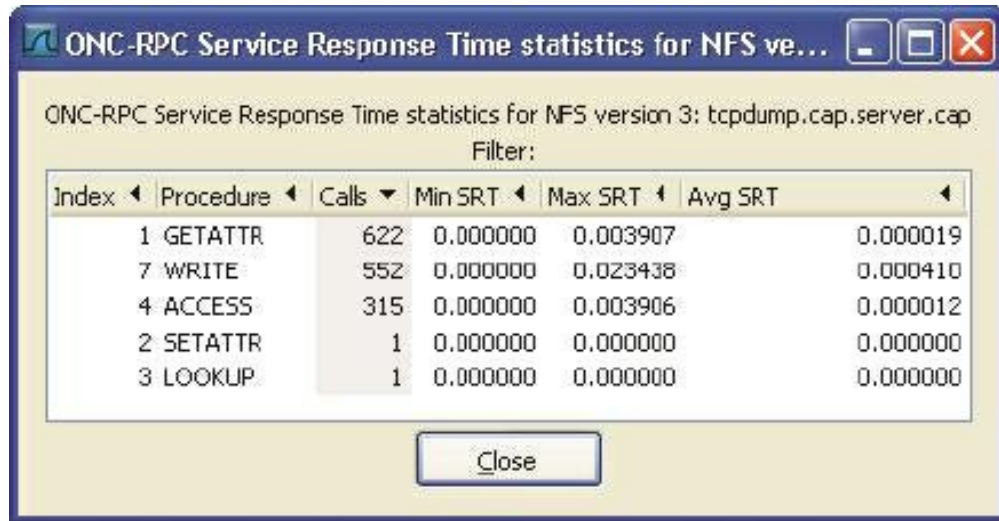 ONC-RPC Service Response Time statistics for NFS ve...
ONC-RPC Service Response Time statistics for NFS version 3: tcpdump.cap.server.cap
Filter:
Index Procedure Calls Min SRT Max SRT Avg SRT
1 GETATTR 622 0.000000 0.003907 0.000019
7 WRITE 552 0.000000 0.023438 0.000410
4 ACCESS 315 0.000000 0.003906 0.000012
2 SETATTR 1 0.000000 0.000000 0.000000
3 LOOKUP 1 0.000000 0.000000 0.000000
Close